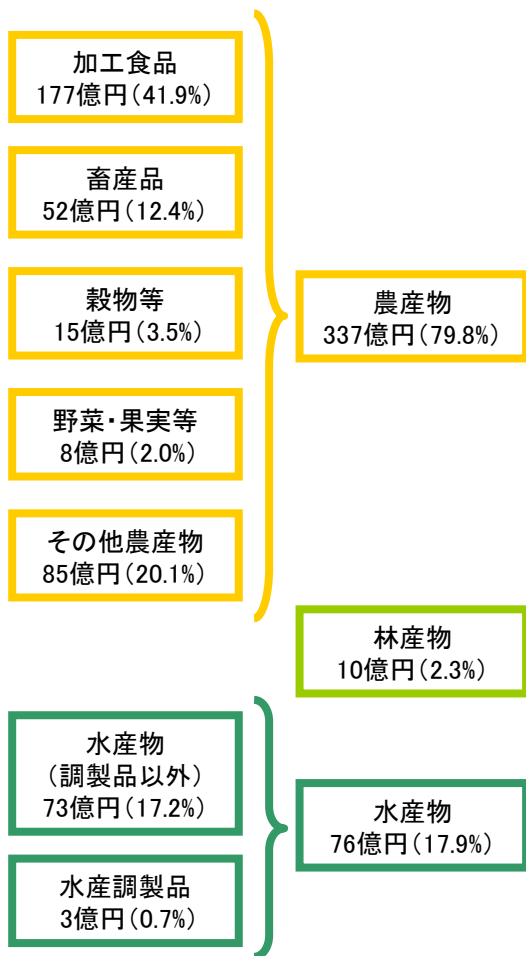 加工食品
177億円(41.9%)
畜産品
52億円(12.4%)
穀物等
15億円(3.5%)
野菜・果実等
8億円(2.0%)
その他農産物
85億円(20.1%)
農産物
337億円(79.8%)
林産物
10億円(2.3%)
水産物
(調製品以外)
73億円(17.2%)
水産調製品
3億円(0.7%)
水産物
76億円(17.9%)